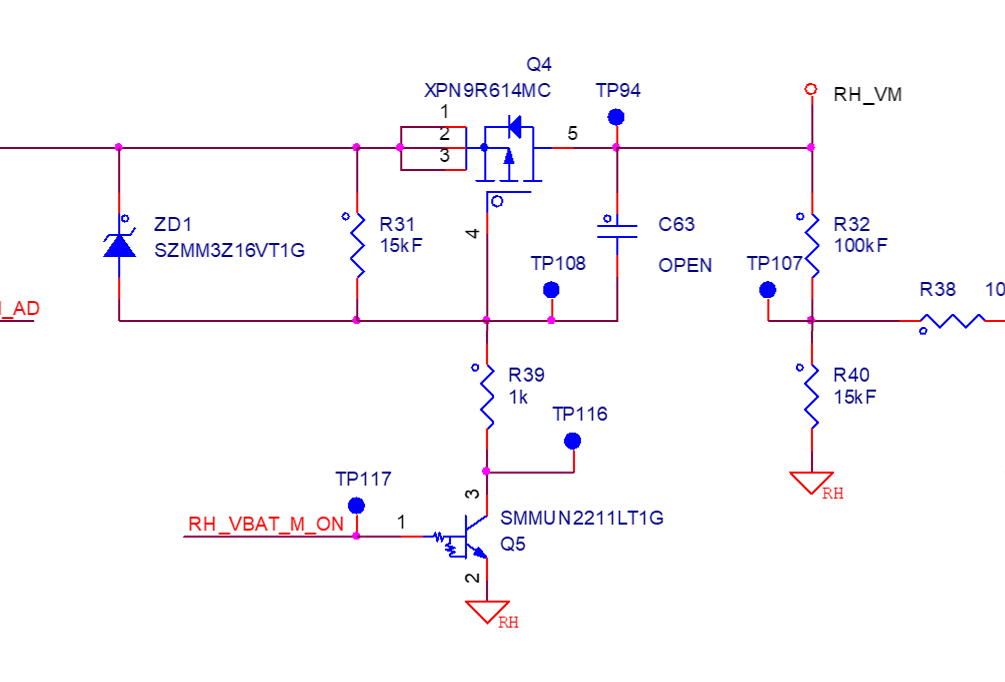 Q4
XPN9R614MC
TP94
RH_VM
1
2
3
5
ZD1
SZMM3Z16VT1G
R31
15kF
4
C63
OPEN
R32
100kF
TP108
TP107
R38
10
_AD
R39
1k
R40
15kF
TP116
RH
TP117
3
SMMUN2211LT1G
RH_VBAT_M_ON
1
Q5
2
RH